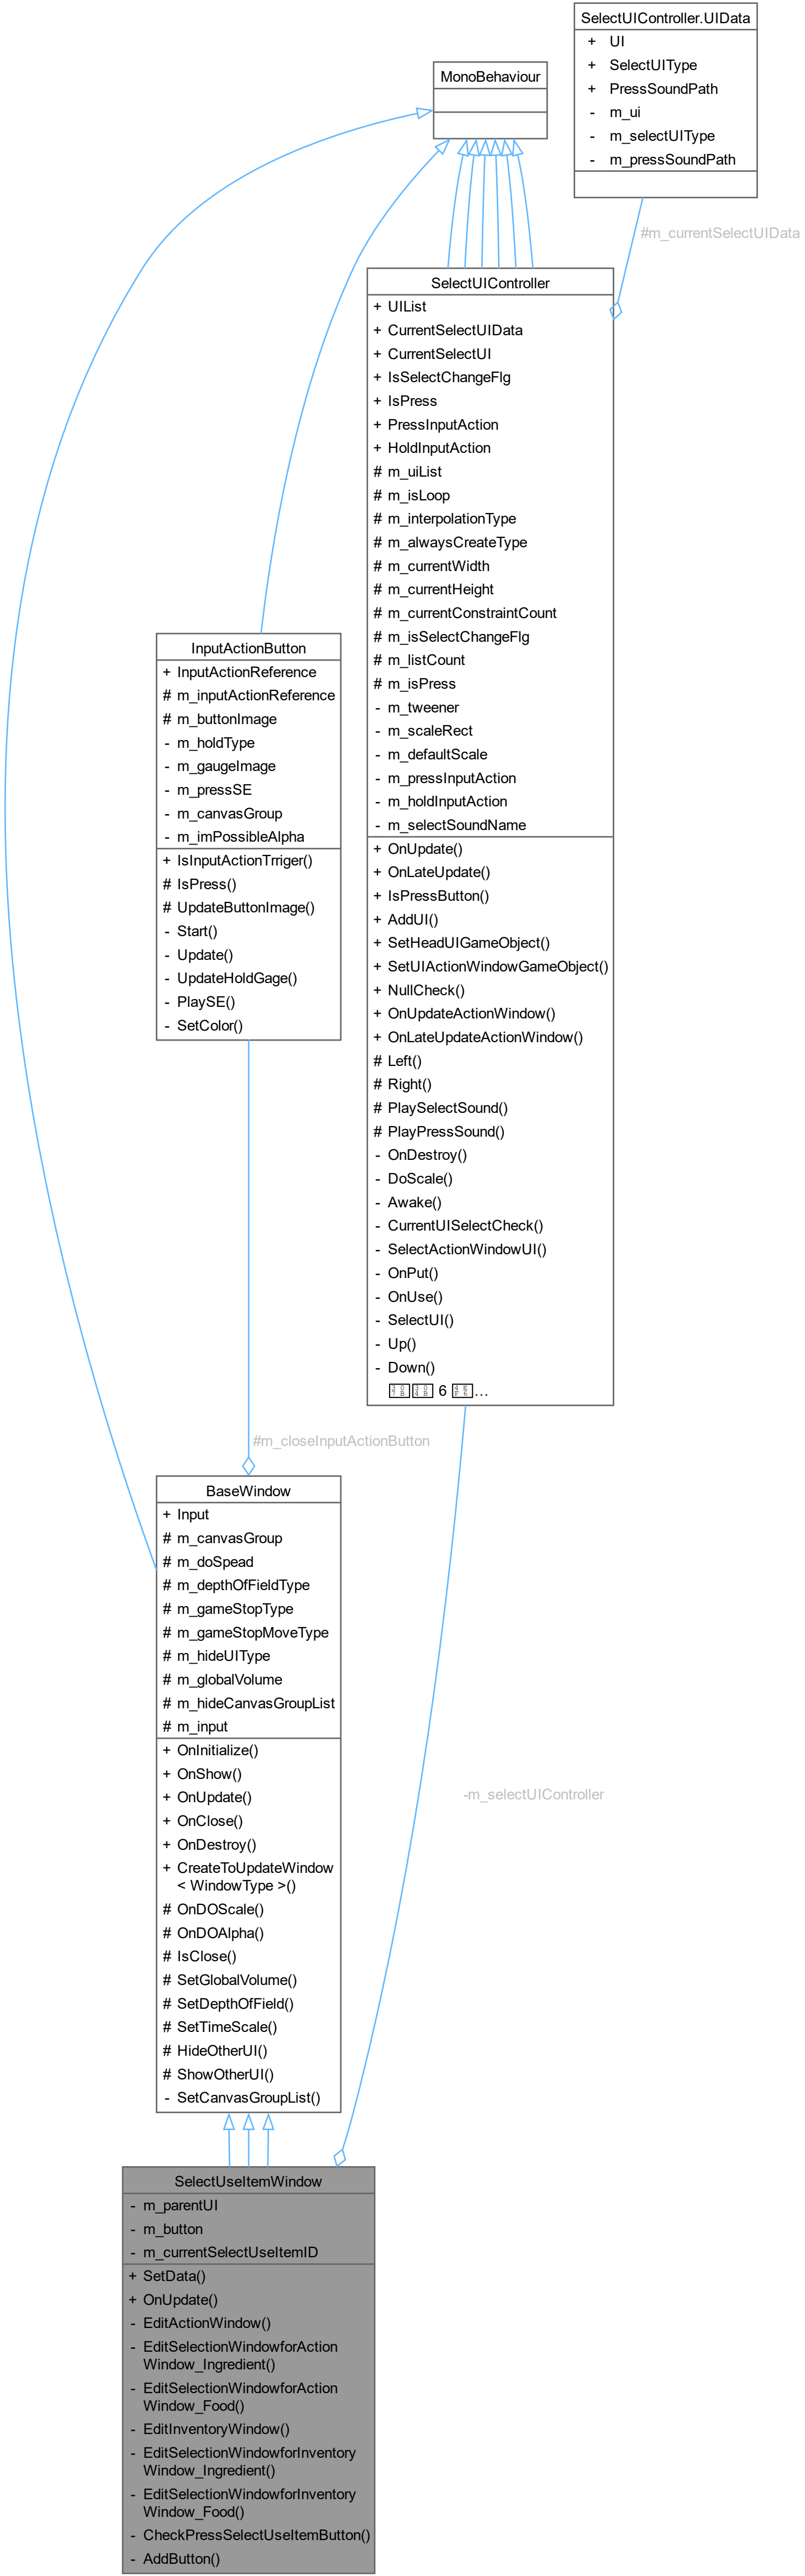 SelectUIController.UIData
+ UI
+ SelectUIType
+ PressSoundPath
- m_ui
- m_selectUIType
- m_pressSoundPath
MonoBehaviour
#m_currentSelectUIData
SelectUIController
+ UIList
+ CurrentSelectUIData
+ CurrentSelectUI
+ IsSelectChangeFlg
+ IsPress
+ PressInputAction
+ HoldInputAction
# m_uiList
# m_isLoop
# m_interpolationType
# m_alwaysCreateType
# m_currentWidth
# m_currentHeight
# m_currentConstraintCount
# m_isSelectChangeFlg
# m_listCount
# m_isPress
- m_tweener
- m_scaleRect
- m_defaultScale
- m_pressInputAction
- m_holdInputAction
- m_selectSoundName
+ OnUpdate()
+ OnLateUpdate()
+ IsPressButton()
+ AddUI()
+ SetHeadUIGameObject()
+ SetUIActionWindowGameObject()
+ NullCheck()
+ OnUpdateActionWindow()
+ OnLateUpdateActionWindow()
# Left()
# Right()
# PlaySelectSound()
# PlayPressSound()
- OnDestroy()
- DoScale()
- Awake()
- CurrentUISelectCheck()
- SelectActionWindowUI()
- OnPut()
- OnUse()
- SelectUI()
- Up()
- Down()
6 ...
InputActionButton
+ InputActionReference
# m_inputActionReference
# m_buttonImage
- m_holdType
- m_gaugeImage
- m_pressSE
- m_canvasGroup
- m_imPossibleAlpha
+ IsInputActionTrriger()
# IsPress()
# UpdateButtonImage()
- Start()
- Update()
- UpdateHoldGage()
- PlaySE()
- SetColor()
#m_closeInputActionButton
BaseWindow
+ Input
# m_canvasGroup
# m_doSpead
# m_depthOfFieldType
# m_gameStopType
# m_gameStopMoveType
# m_hideUIType
# m_globalVolume
# m_hideCanvasGroupList
# m_input
+ OnInitialize()
+ OnShow()
+ OnUpdate()
+ OnClose()
+ OnDestroy()
+ CreateToUpdateWindow
< WindowType >()
# OnDOScale()
# OnDOAlpha()
# IsClose()
# SetGlobalVolume()
# SetDepthOfField()
# SetTimeScale()
# HideOtherUI()
# ShowOtherUI()
- SetCanvasGroupList()
-m_selectUIController
SelectUseItemWindow
- m_parentUI
- m_button
- m_currentSelectUseItemID
+ SetData()
+ OnUpdate()
- EditActionWindow()
- EditSelectionWindowforAction
Window_Ingredient()
- EditSelectionWindowforAction
Window_Food()
- EditInventoryWindow()
- EditSelectionWindowforInventory
Window_Ingredient()
- EditSelectionWindowforInventory
Window_Food()
- CheckPressSelectUseItemButton()
- AddButton()